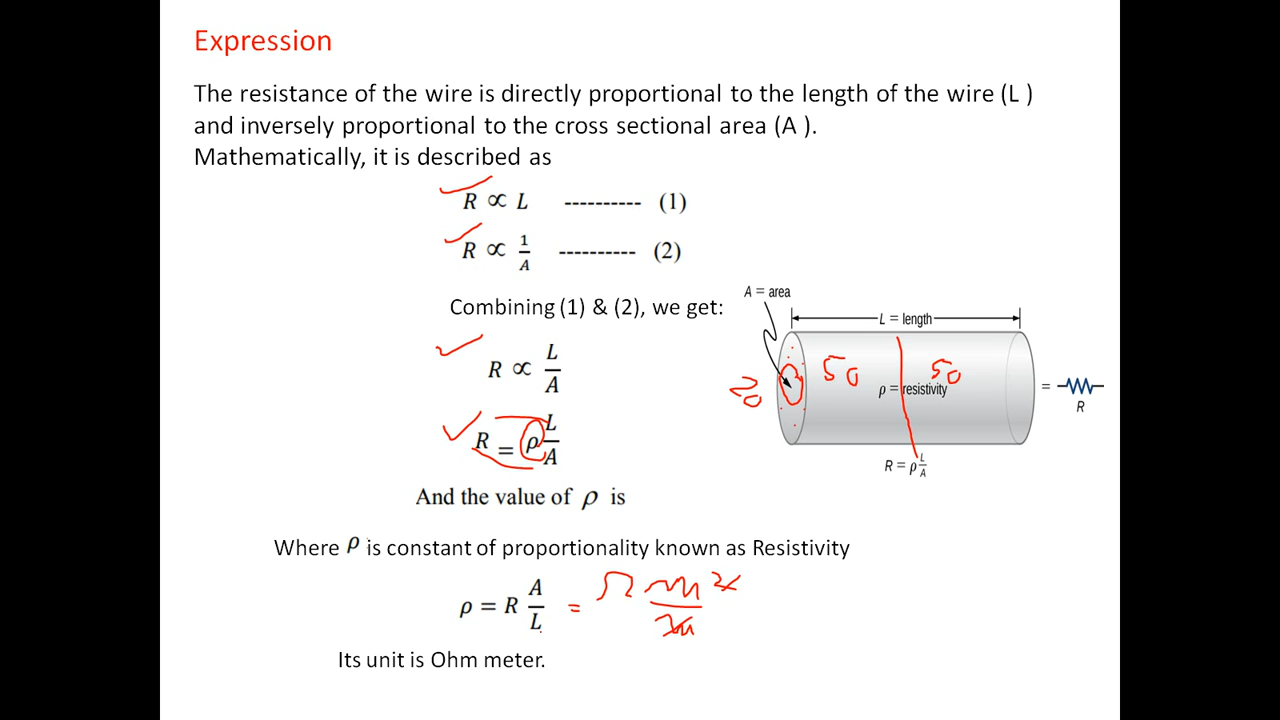 Expression
The resistance of the wire is directly proportional to the length of the wire (L )
and inversely proportional to the cross sectional area (A ).
Mathematically, it is described as
R ∝ L ---------- (1)
R ∝ 1/A ---------- (2)
Combining (1) & (2), we get:
R ∝ L/A
R = ρ L/A
And the value of ρ is
Where ρ is constant of proportionality known as Resistivity
ρ = R A/L = Ω m²/m
Its unit is Ohm meter.
A = area
L = length
20
50
50
ρ = resistivity
= R
R = ρ L/A